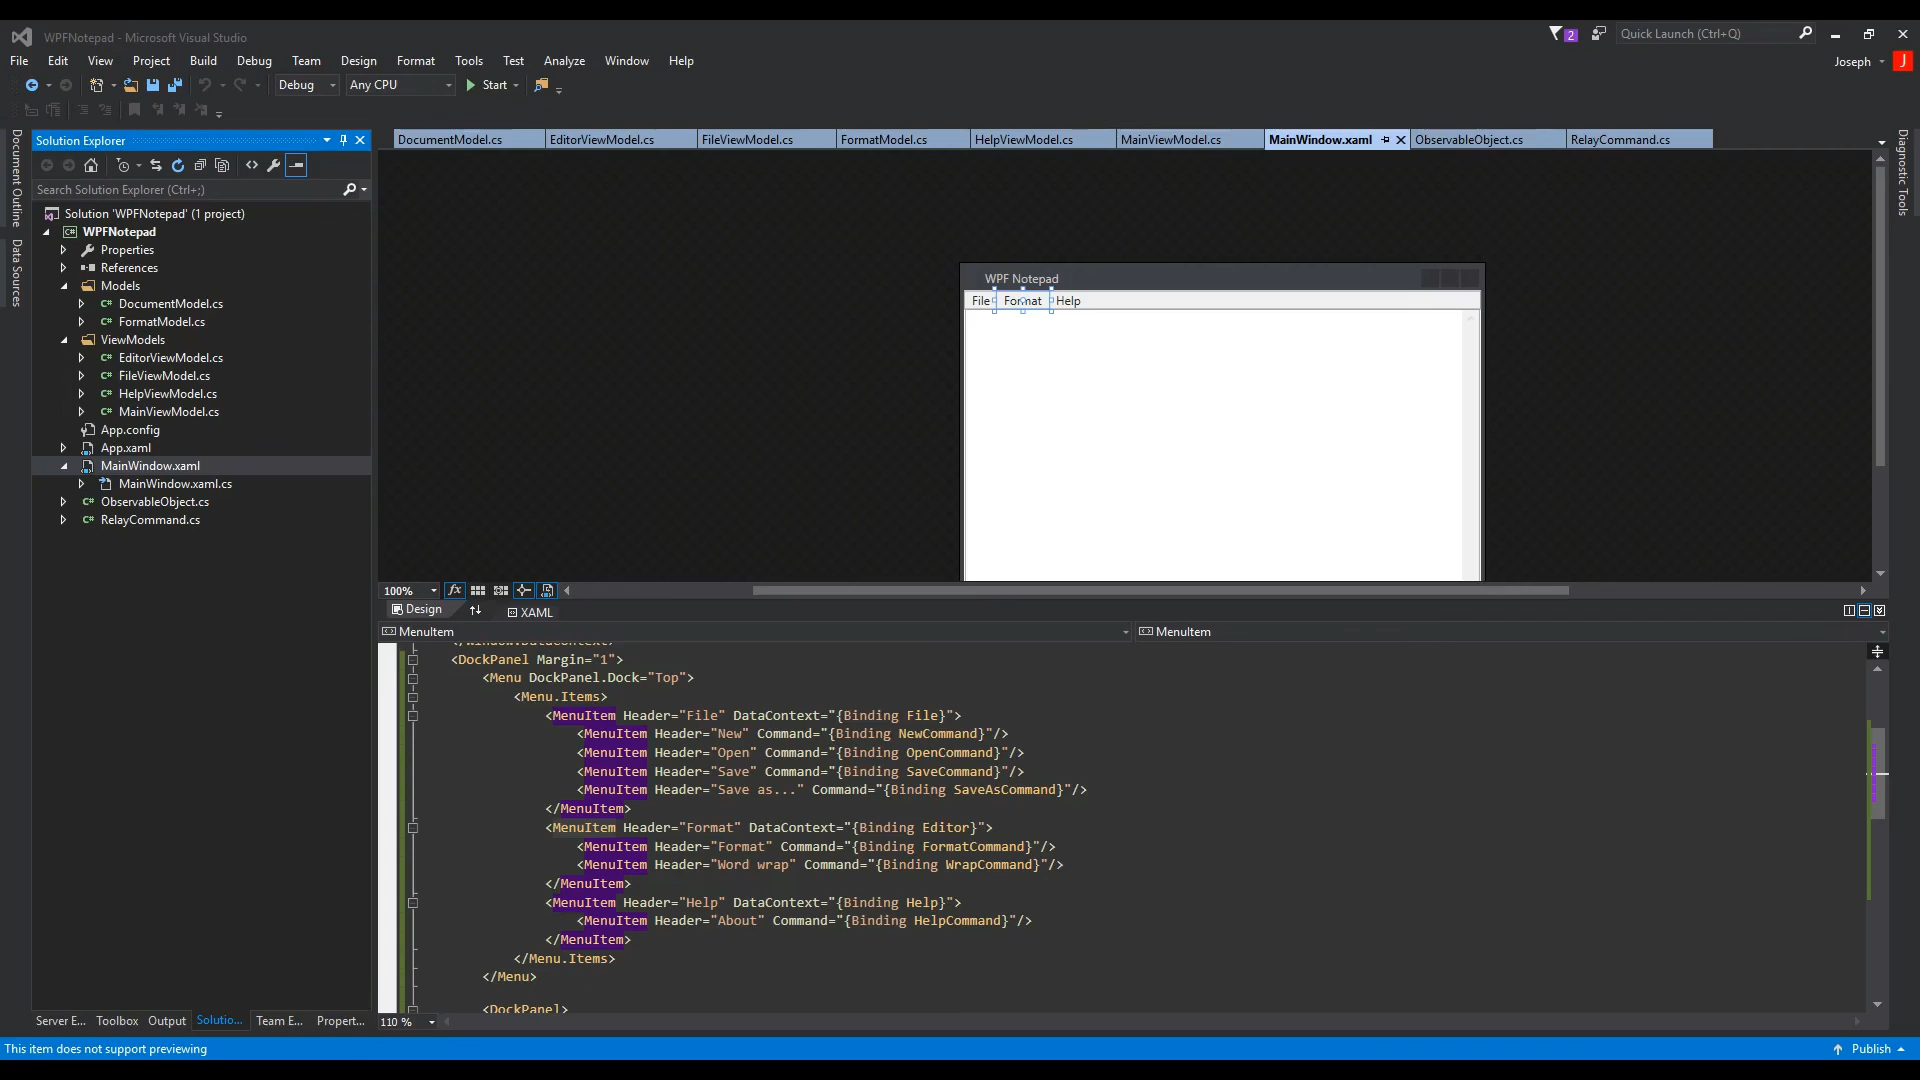 WPFNotepad - Microsoft Visual Studio
2
Quick Launch (Ctrl+Q)
File Edit View Project Build Debug Team Design Format Tools Test Analyze Window Help
Joseph J
Debug Any CPU Start
Document Outline
Data Sources
Solution Explorer
Search Solution Explorer (Ctrl+;)
Solution 'WPFNotepad' (1 project)
WPFNotepad
Properties
References
Models
DocumentModel.cs
FormatModel.cs
ViewModels
EditorViewModel.cs
FileViewModel.cs
HelpViewModel.cs
MainViewModel.cs
App.config
App.xaml
MainWindow.xaml
MainWindow.xaml.cs
ObservableObject.cs
RelayCommand.cs
Server E... Toolbox Output Solutio... Team E... Propert...
DocumentModel.cs EditorViewModel.cs FileViewModel.cs FormatModel.cs HelpViewModel.cs MainViewModel.cs MainWindow.xaml ObservableObject.cs RelayCommand.cs
Diagnostic Tools
WPF Notepad
File Format Help
100% fx
Design XAML
MenuItem MenuItem
<DockPanel Margin="1">
<Menu DockPanel.Dock="Top">
<Menu.Items>
<MenuItem Header="File" DataContext="{Binding File}">
<MenuItem Header="New" Command="{Binding NewCommand}"/>
<MenuItem Header="Open" Command="{Binding OpenCommand}"/>
<MenuItem Header="Save" Command="{Binding SaveCommand}"/>
<MenuItem Header="Save as..." Command="{Binding SaveAsCommand}"/>
</MenuItem>
<MenuItem Header="Format" DataContext="{Binding Editor}">
<MenuItem Header="Format" Command="{Binding FormatCommand}"/>
<MenuItem Header="Word wrap" Command="{Binding WrapCommand}"/>
</MenuItem>
<MenuItem Header="Help" DataContext="{Binding Help}">
<MenuItem Header="About" Command="{Binding HelpCommand}"/>
</MenuItem>
</Menu.Items>
</Menu>
<DockPanel>
110 %
This item does not support previewing
Publish